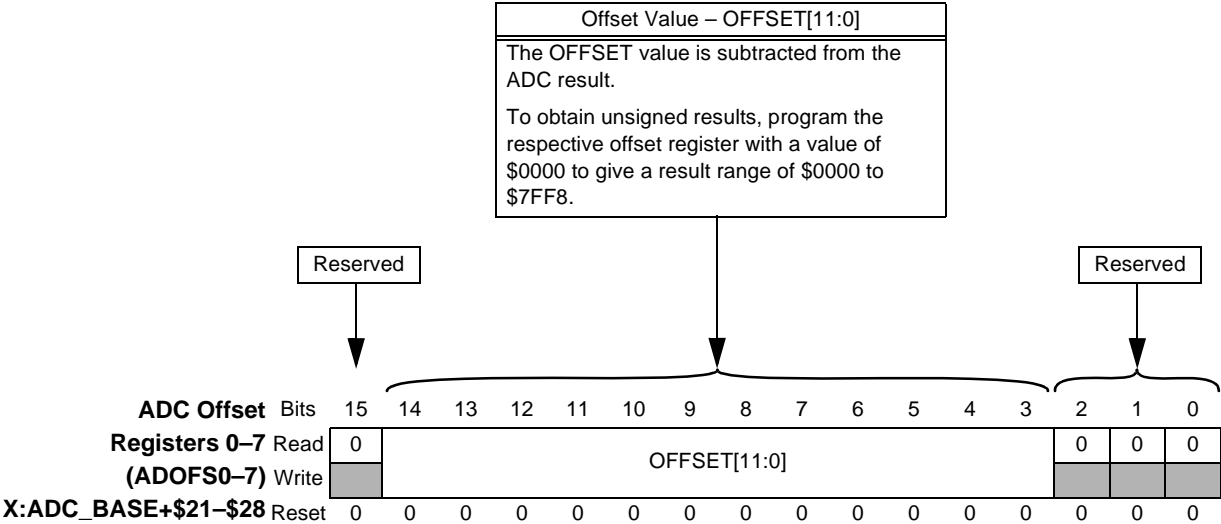 Offset Value – OFFSET[11:0]
The OFFSET value is subtracted from the
ADC result.
To obtain unsigned results, program the
respective offset register with a value of
$0000 to give a result range of $0000 to
$7FF8.
Reserved
Reserved
ADC Offset Bits 15 14 13 12 11 10 9 8 7 6 5 4 3 2 1 0
Registers 0–7 Read 0 OFFSET[11:0] 0 0 0
(ADOFS0–7) Write
X:ADC_BASE+$21–$28 Reset 0 0 0 0 0 0 0 0 0 0 0 0 0 0 0 0